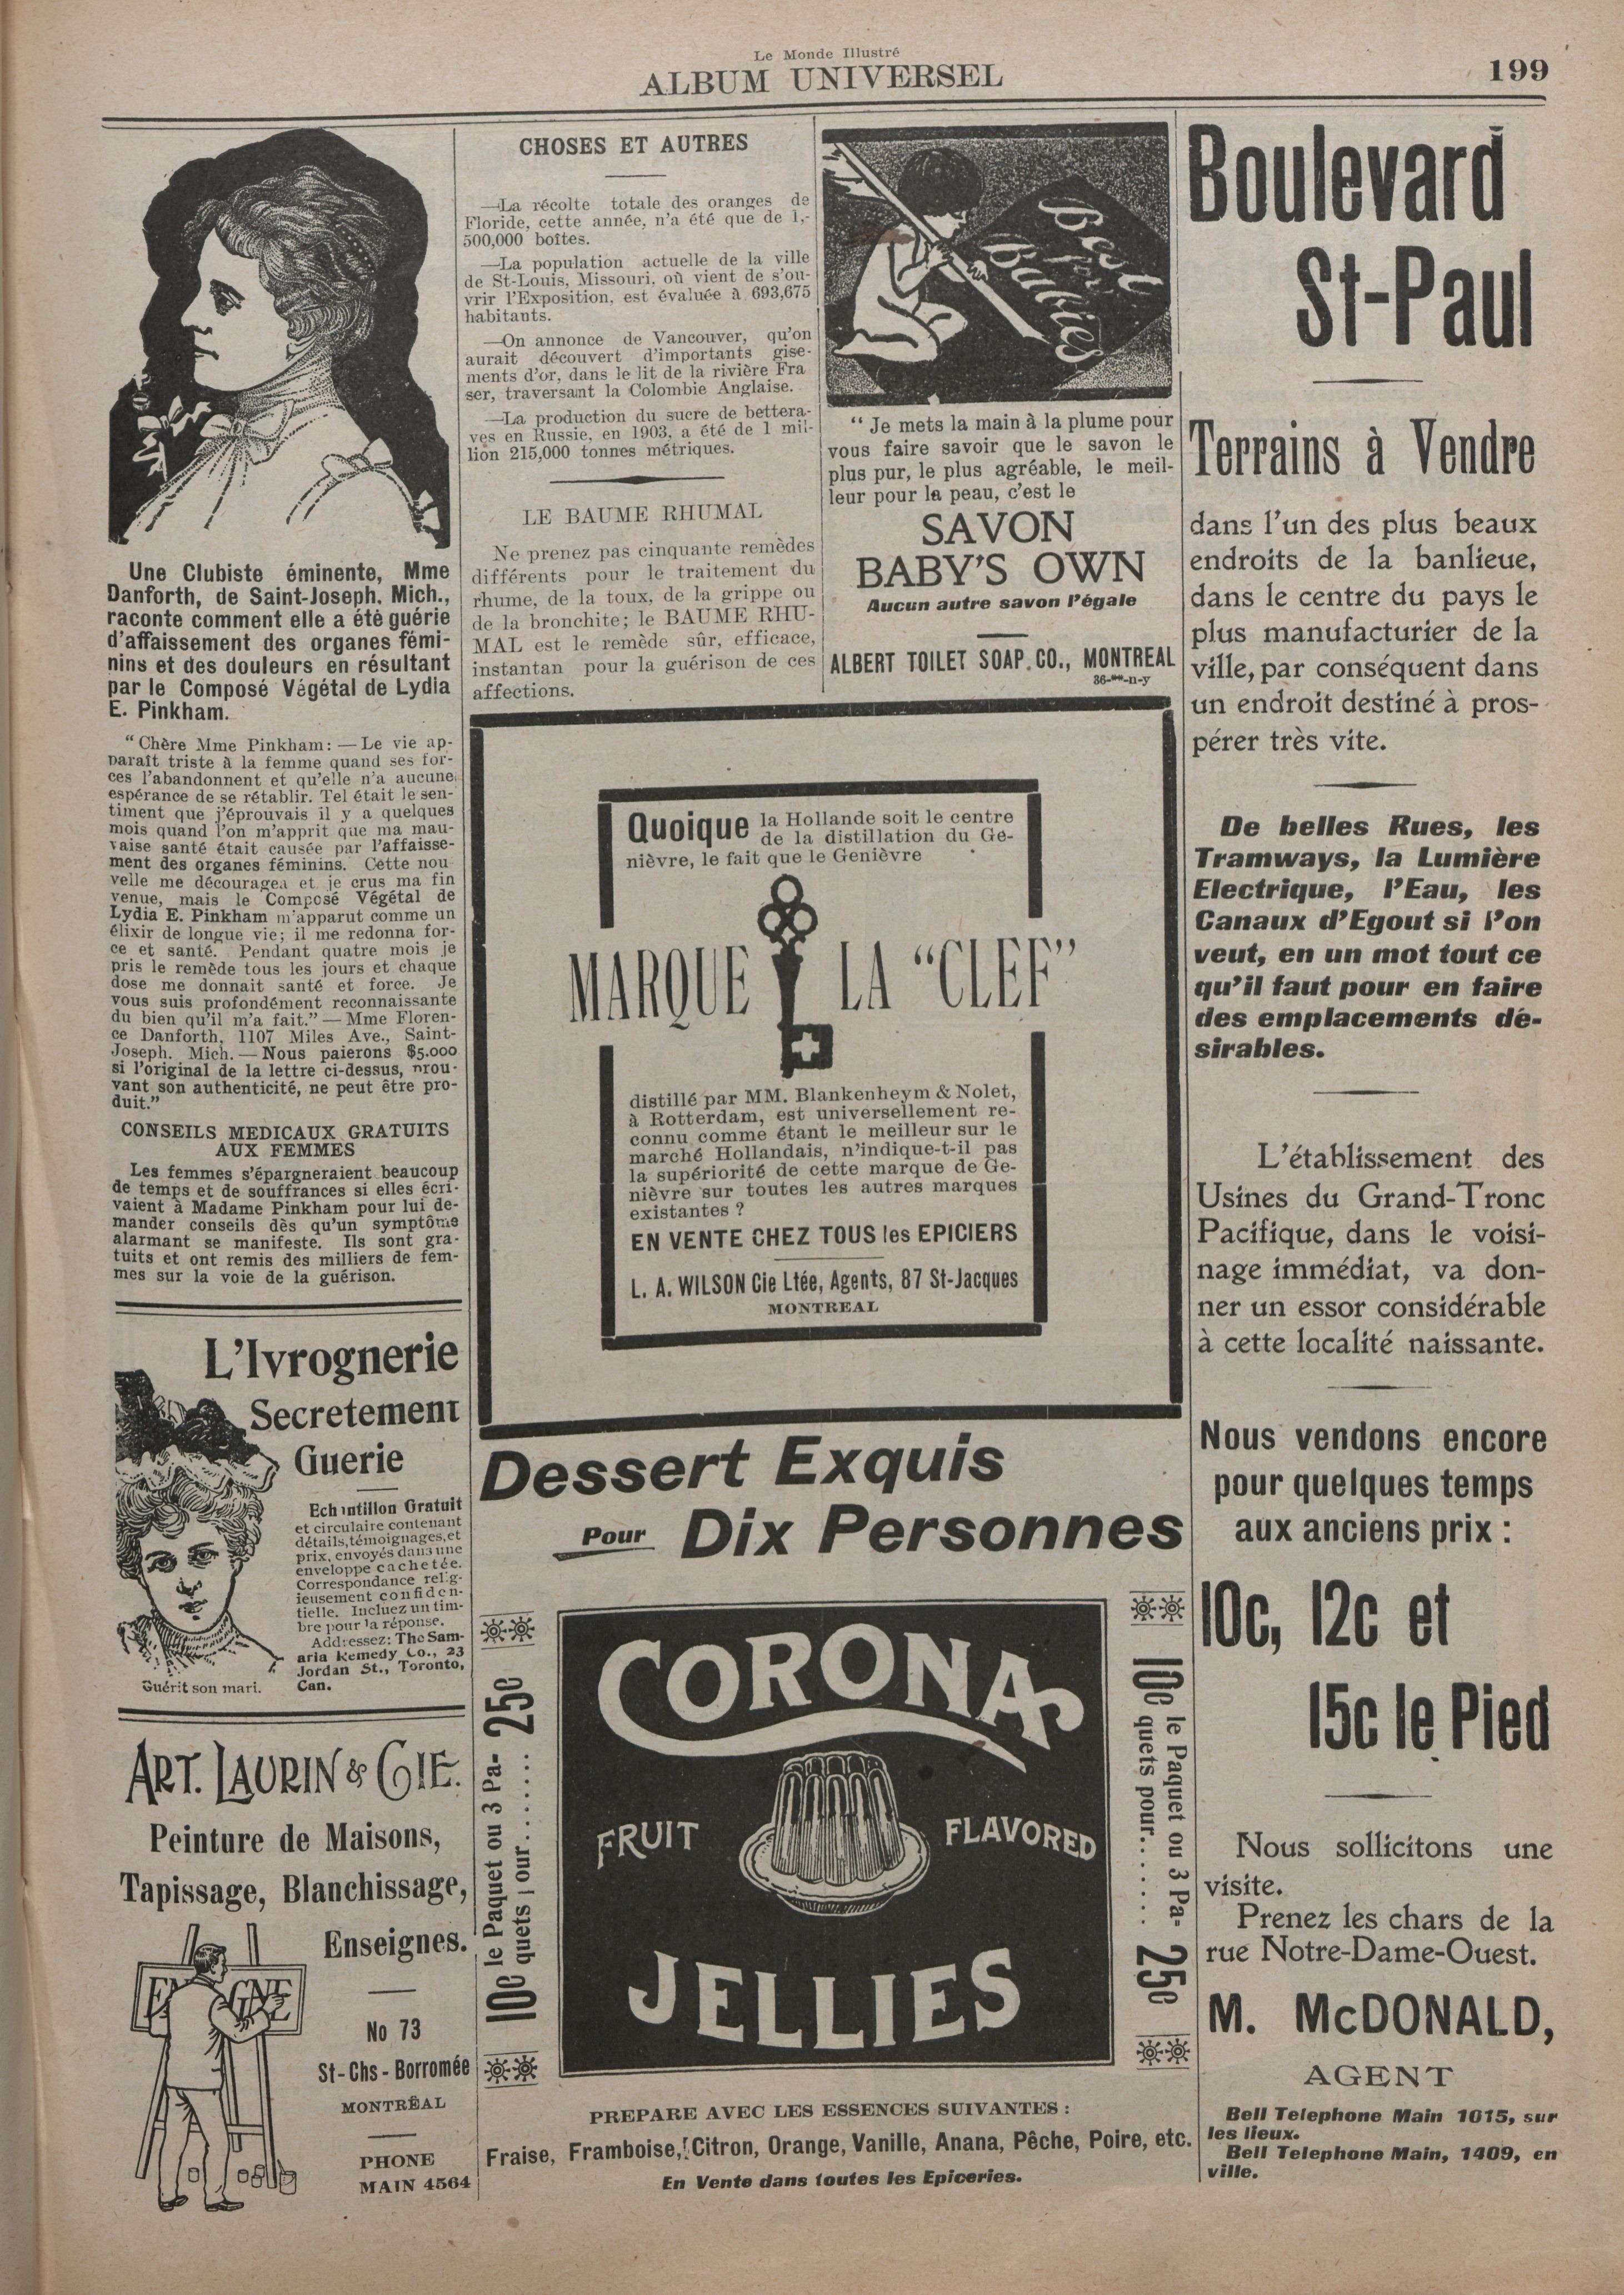 Le Monde Illustré
ALBUM UNIVERSEL
199
Une Clubiste éminente, Mme
Danforth, de Saint-Joseph. Mich.,
raconte comment elle a été guérie
d'affaissement des organes fémi-
nins et des douleurs en résultant
par le Composé Végétal de Lydia
E. Pinkham.
"Chère Mme Pinkham: — Le vie ap-
paraît triste à la femme quand ses for-
ces l'abandonnent et qu'elle n'a aucune
espérance de se rétablir. Tel était le sen-
timent que j'éprouvais il y a quelques
mois quand l'on m'apprit que ma mau-
vaise santé était causée par l'affaisse-
ment des organes féminins. Cette nou
velle me découragea et je crus ma fin
venue, mais le Composé Végétal de
Lydia E. Pinkham m'apparut comme un
élixir de longue vie; il me redonna for-
ce et santé. Pendant quatre mois je
pris le remède tous les jours et chaque
dose me donnait santé et force. Je
vous suis profondément reconnaissante
du bien qu'il m'a fait." — Mme Floren-
ce Danforth, 1107 Miles Ave., Saint-
Joseph. Mich. — Nous paierons $5.000
si l'original de la lettre ci-dessus, prou-
vant son authenticité, ne peut être pro-
duit."
CONSEILS MEDICAUX GRATUITS
AUX FEMMES
Les femmes s'épargneraient beaucoup
de temps et de souffrances si elles écri-
vaient à Madame Pinkham pour lui de-
mander conseils dès qu'un symptôme
alarmant se manifeste. Ils sont gra-
tuits et ont remis des milliers de fem-
mes sur la voie de la guérison.
L'Ivrognerie
Secretement
Guerie
Echantillon Gratuit
et circulaire contenant
détails, témoignages, et
prix, envoyés dans une
enveloppe cachetée.
Correspondance relig-
ieusement confiden-
tielle. Incluez un tim-
bre pour la réponse.
Addressez: The Sam-
aria Remedy Co., 23
Jordan St., Toronto,
Can.
Guérit son mari.
ART. LAURIN & CIE.
Peinture de Maisons,
Tapissage, Blanchissage,
Enseignes.
No 73
St-Chs-Borromée
MONTRÉAL
PHONE
MAIN 4564
CHOSES ET AUTRES
—La récolte totale des oranges de
Floride, cette année, n'a été que de 1,-
500,000 boîtes.
—La population actuelle de la ville
de St-Louis, Missouri, où vient de s'ou-
vrir l'Exposition, est évaluée à 693,675
habitants.
—On annonce de Vancouver, qu'on
aurait découvert d'importants gise-
ments d'or, dans le lit de la rivière Fra
ser, traversant la Colombie Anglaise.
—La production du sucre de bettera-
ves en Russie, en 1903, a été de 1 mil-
lion 215,000 tonnes métriques.
LE BAUME RHUMAL
Ne prenez pas cinquante remèdes
différents pour le traitement du
rhume, de la toux, de la grippe ou
de la bronchite; le BAUME RHU-
MAL est le remède sûr, efficace,
instantan pour la guérison de ces
affections.
Best
for
Babies
" Je mets la main à la plume pour
vous faire savoir que le savon le
plus pur, le plus agréable, le meil-
leur pour la peau, c'est le
SAVON
BABY'S OWN
Aucun autre savon l'égale
ALBERT TOILET SOAP. CO., MONTREAL
Quoique la Hollande soit le centre
de la distillation du Ge-
nièvre, le fait que le Genièvre
MARQUE LA "CLEF"
distillé par MM. Blankenheym & Nolet,
à Rotterdam, est universellement re-
connu comme étant le meilleur sur le
marché Hollandais, n'indique-t-il pas
la supériorité de cette marque de Ge-
nièvre sur toutes les autres marques
existantes ?
EN VENTE CHEZ TOUS les EPICIERS
L. A. WILSON Cie Ltée, Agents, 87 St-Jacques
MONTREAL
Dessert Exquis
Pour Dix Personnes
10c le Paquet ou 3 Pa-
quets pour...... 25c
CORONA
FRUIT FLAVORED
JELLIES
10c le Paquet ou 3 Pa-
quets pour...... 25c
PREPARE AVEC LES ESSENCES SUIVANTES :
Fraise, Framboise, Citron, Orange, Vanille, Anana, Pêche, Poire, etc.
En Vente dans toutes les Epiceries.
Boulevard
St-Paul
Terrains à Vendre
dans l'un des plus beaux
endroits de la banlieue,
dans le centre du pays le
plus manufacturier de la
ville, par conséquent dans
un endroit destiné à pros-
pérer très vite.
De belles Rues, les
Tramways, la Lumière
Electrique, l'Eau, les
Canaux d'Egout si l'on
veut, en un mot tout ce
qu'il faut pour en faire
des emplacements dé-
sirables.
L'établissement des
Usines du Grand-Tronc
Pacifique, dans le voisi-
nage immédiat, va don-
ner un essor considérable
à cette localité naissante.
Nous vendons encore
pour quelques temps
aux anciens prix :
10c, 12c et
15c le Pied
Nous sollicitons une
visite.
Prenez les chars de la
rue Notre-Dame-Ouest.
M. McDONALD,
AGENT
Bell Telephone Main 1015, sur
les lieux.
Bell Telephone Main, 1409, en
ville.